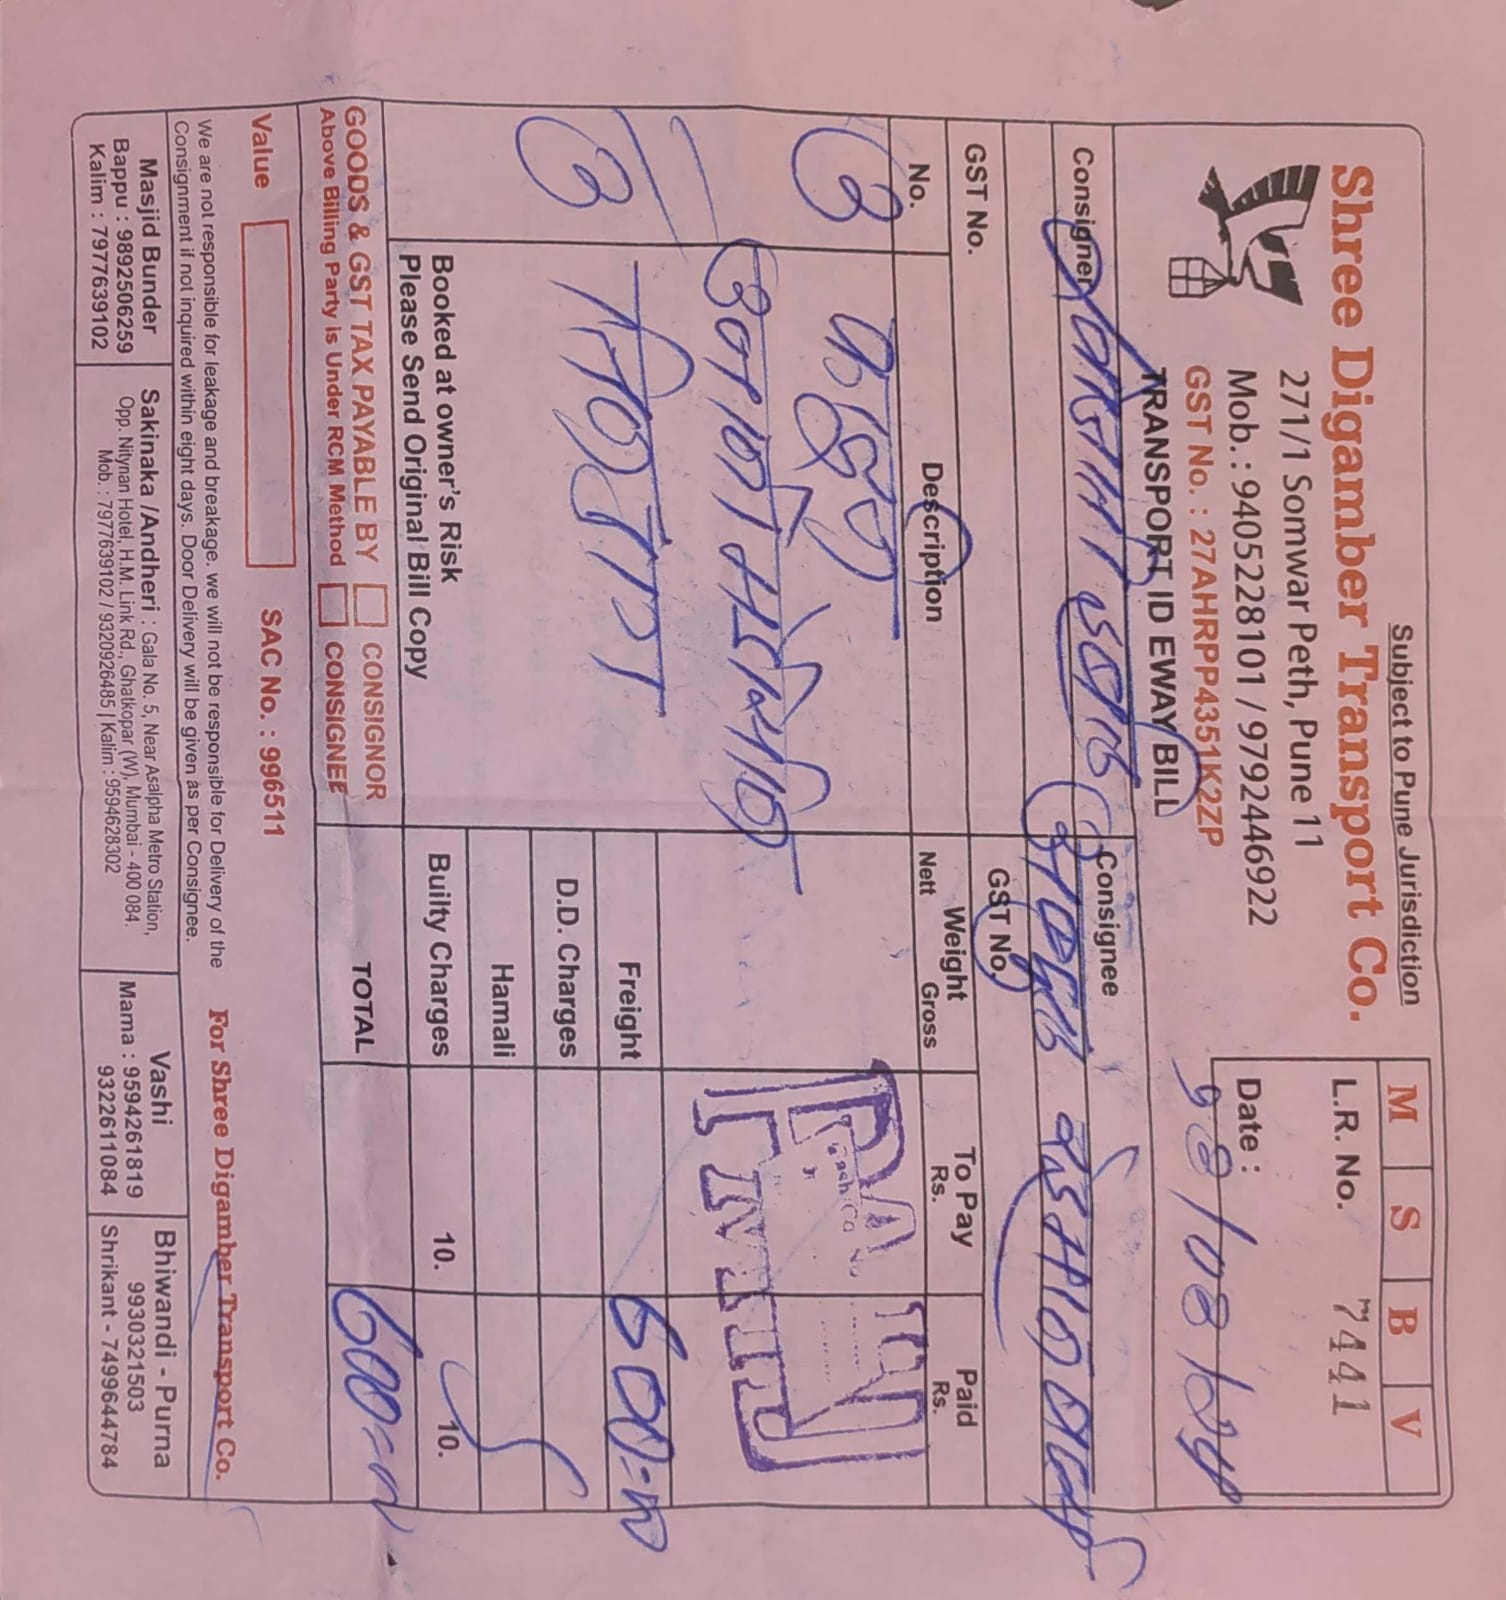 Subject to Pune Jurisdiction
M S B V
Shree Digamber Transport Co.
271/1 Somwar Peth, Pune 11
Mob. : 9405228101 / 9792446922
GST No. : 27AHRPP4351K2ZP
TRANSPORT ID EWAY BILL
L.R. No. 7441
Date :
Consigner
Consignee
GST No.
GST No.
No.
Description
Weight
Nett Gross
To Pay Rs.
Paid Rs.
3
3
PAID
Freight 600=00
D.D. Charges
Hamali
Builty Charges 10. 10.
TOTAL 600=00
Booked at owner's Risk
Please Send Original Bill Copy
GOODS & GST TAX PAYABLE BY CONSIGNOR
Above Billing Party is Under RCM Method CONSIGNEE
Value
SAC No. : 996511
We are not responsible for leakage and breakage. we will not be responsible for Delivery of the
Consignment if not inquired within eight days. Door Delivery will be given as per Consignee.
For Shree Digamber Transport Co.
Masjid Bunder
Bappu : 9892506259
Kalim : 7977639102
Sakinaka /Andheri : Gala No. 5, Near Asalpha Metro Station,
Opp. Nitynan Hotel, H.M. Link Rd., Ghatkopar (W), Mumbai - 400 084.
Mob. : 7977639102 / 9320926485 | Kalim : 9594628302
Vashi
Mama : 9594261819
9322611084
Bhiwandi - Purna
9930321503
Shrikant - 7499644784